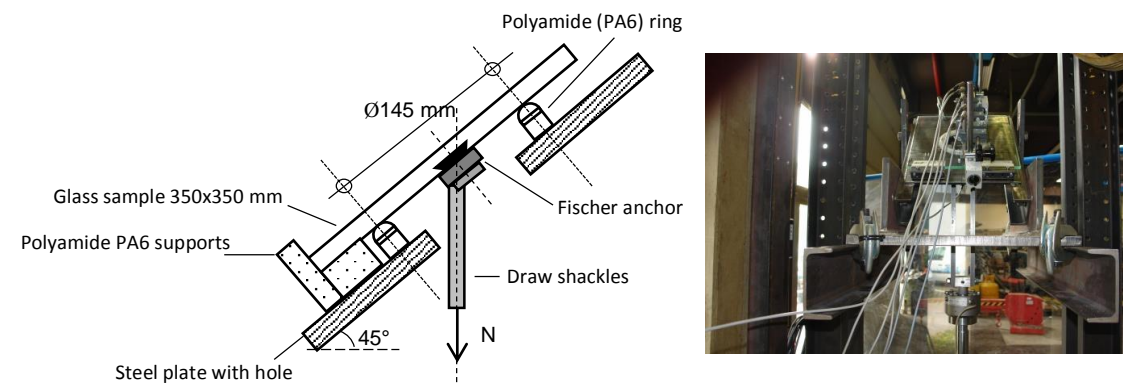 Polyamide (PA6) ring
Ø145 mm
Glass sample 350x350 mm
Fischer anchor
Polyamide PA6 supports
Draw shackles
N
45°
Steel plate with hole